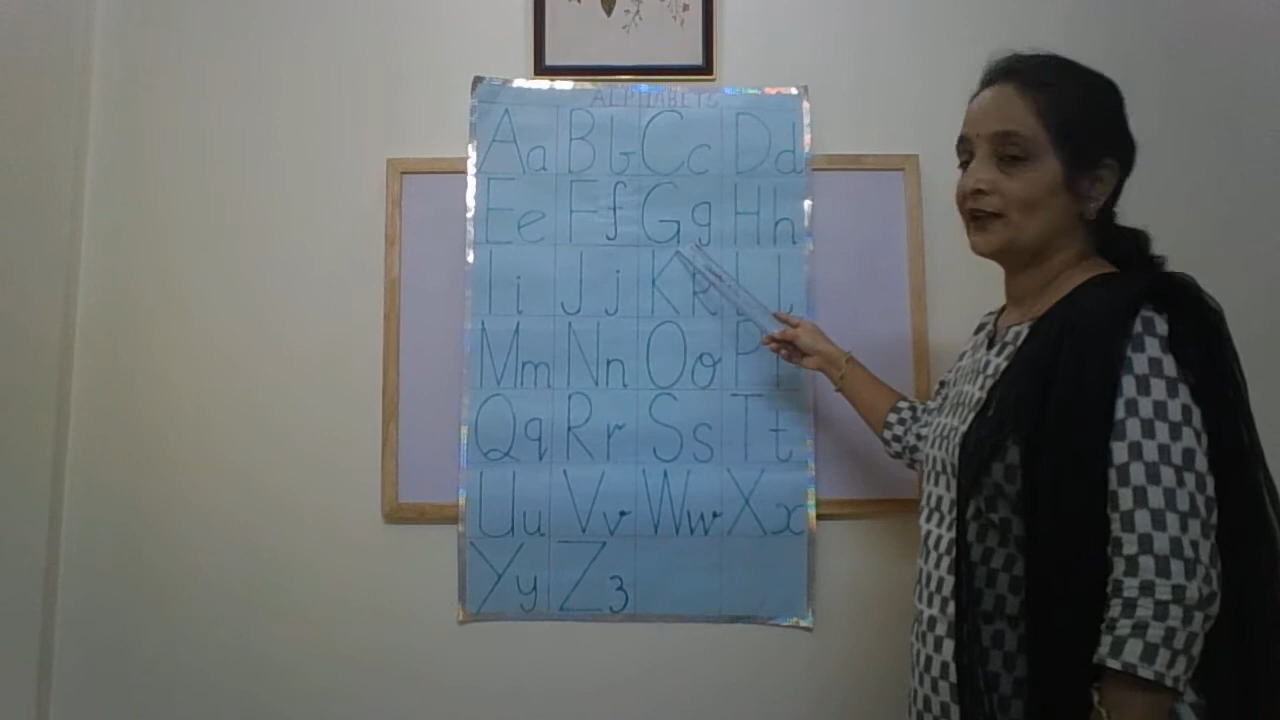 ALPHABETS
Aa Bb Cc Dd
Ee Ff Gg Hh
Ii Jj Kk Ll
Mm Nn Oo Pp
Qq Rr Ss Tt
Uu Vv Ww Xx
Yy Zz